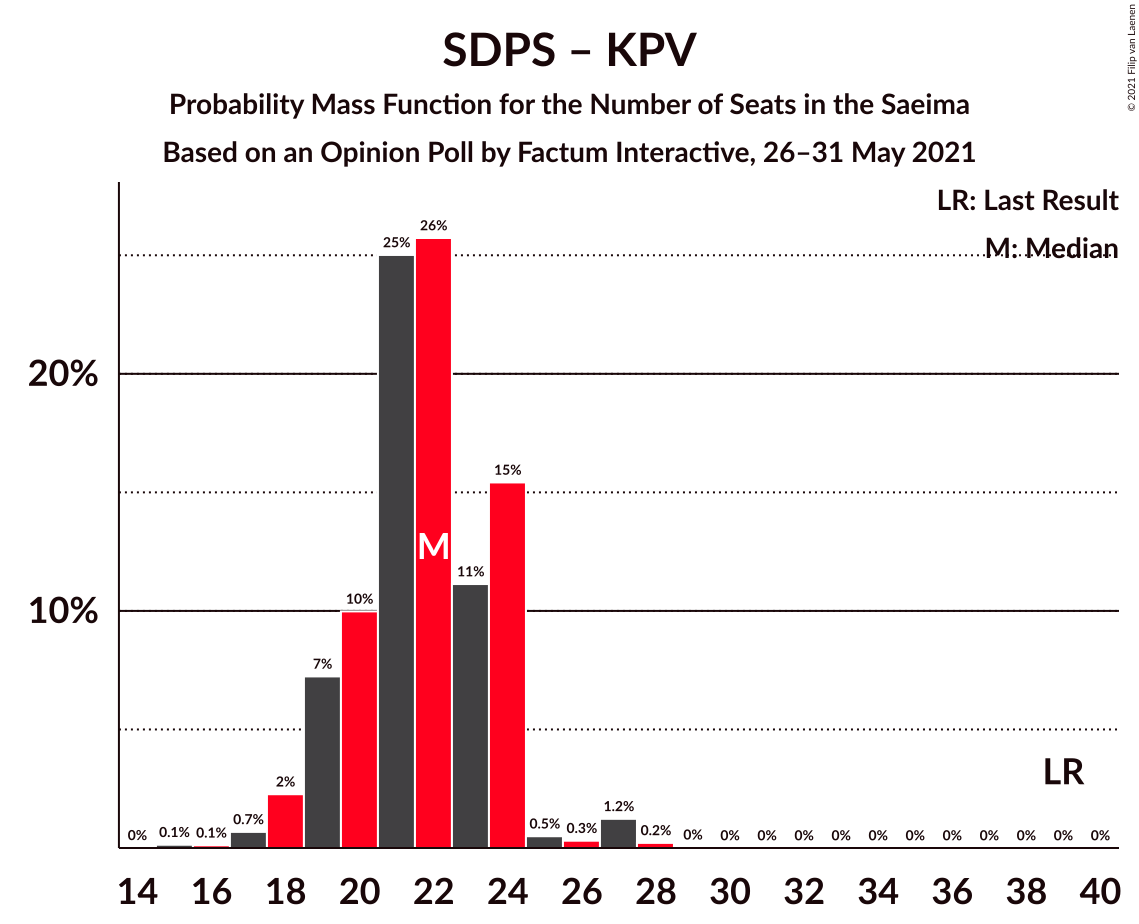 SDPS – KPV
Probability Mass Function for the Number of Seats in the Saeima
Based on an Opinion Poll by Factum Interactive, 26–31 May 2021
© 2021 Filip van Laenen
LR: Last Result
M: Median
20%
10%
0% 0.1% 0.1% 0.7% 2% 7% 10% 25% 26% 11% 15% 0.5% 0.3% 1.2% 0.2% 0% 0% 0% 0% 0% 0% 0% 0% 0% 0% 0% 0%
M
LR
14 16 18 20 22 24 26 28 30 32 34 36 38 40